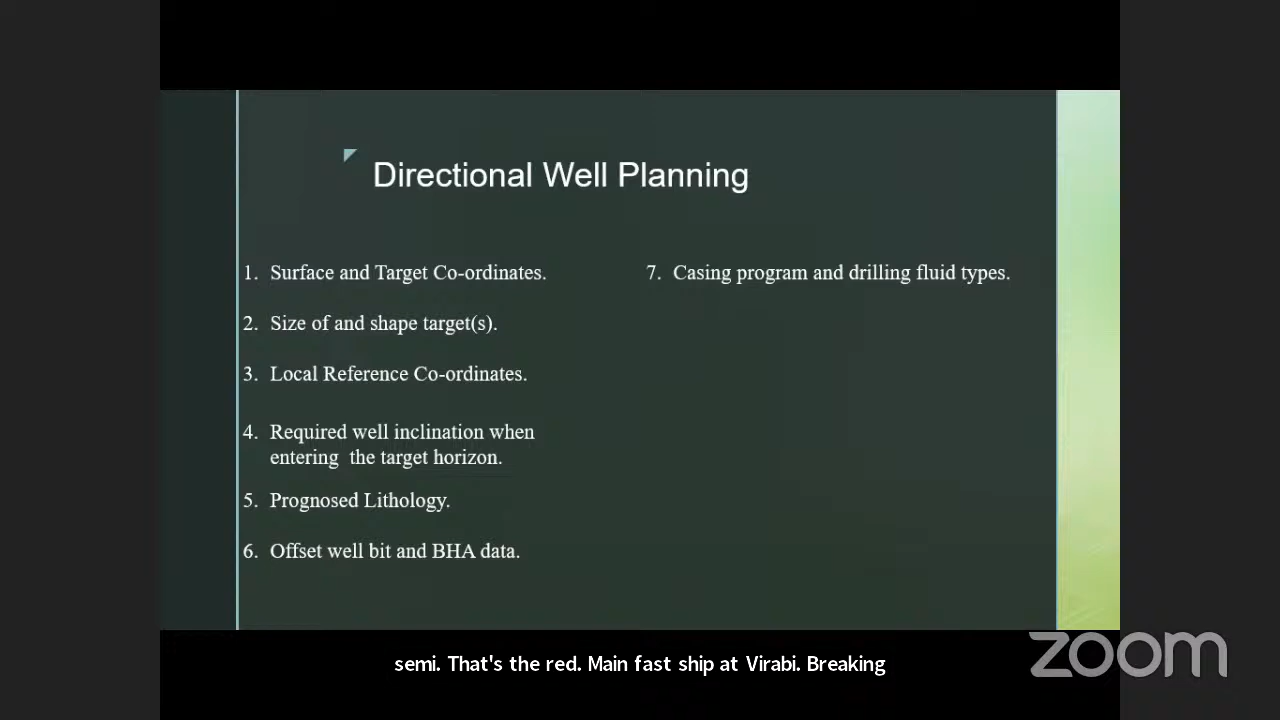 Directional Well Planning
1. Surface and Target Co-ordinates.
2. Size of and shape target(s).
3. Local Reference Co-ordinates.
4. Required well inclination when
entering the target horizon.
5. Prognosed Lithology.
6. Offset well bit and BHA data.
7. Casing program and drilling fluid types.
semi. That's the red. Main fast ship at Virabi. Breaking
zoom